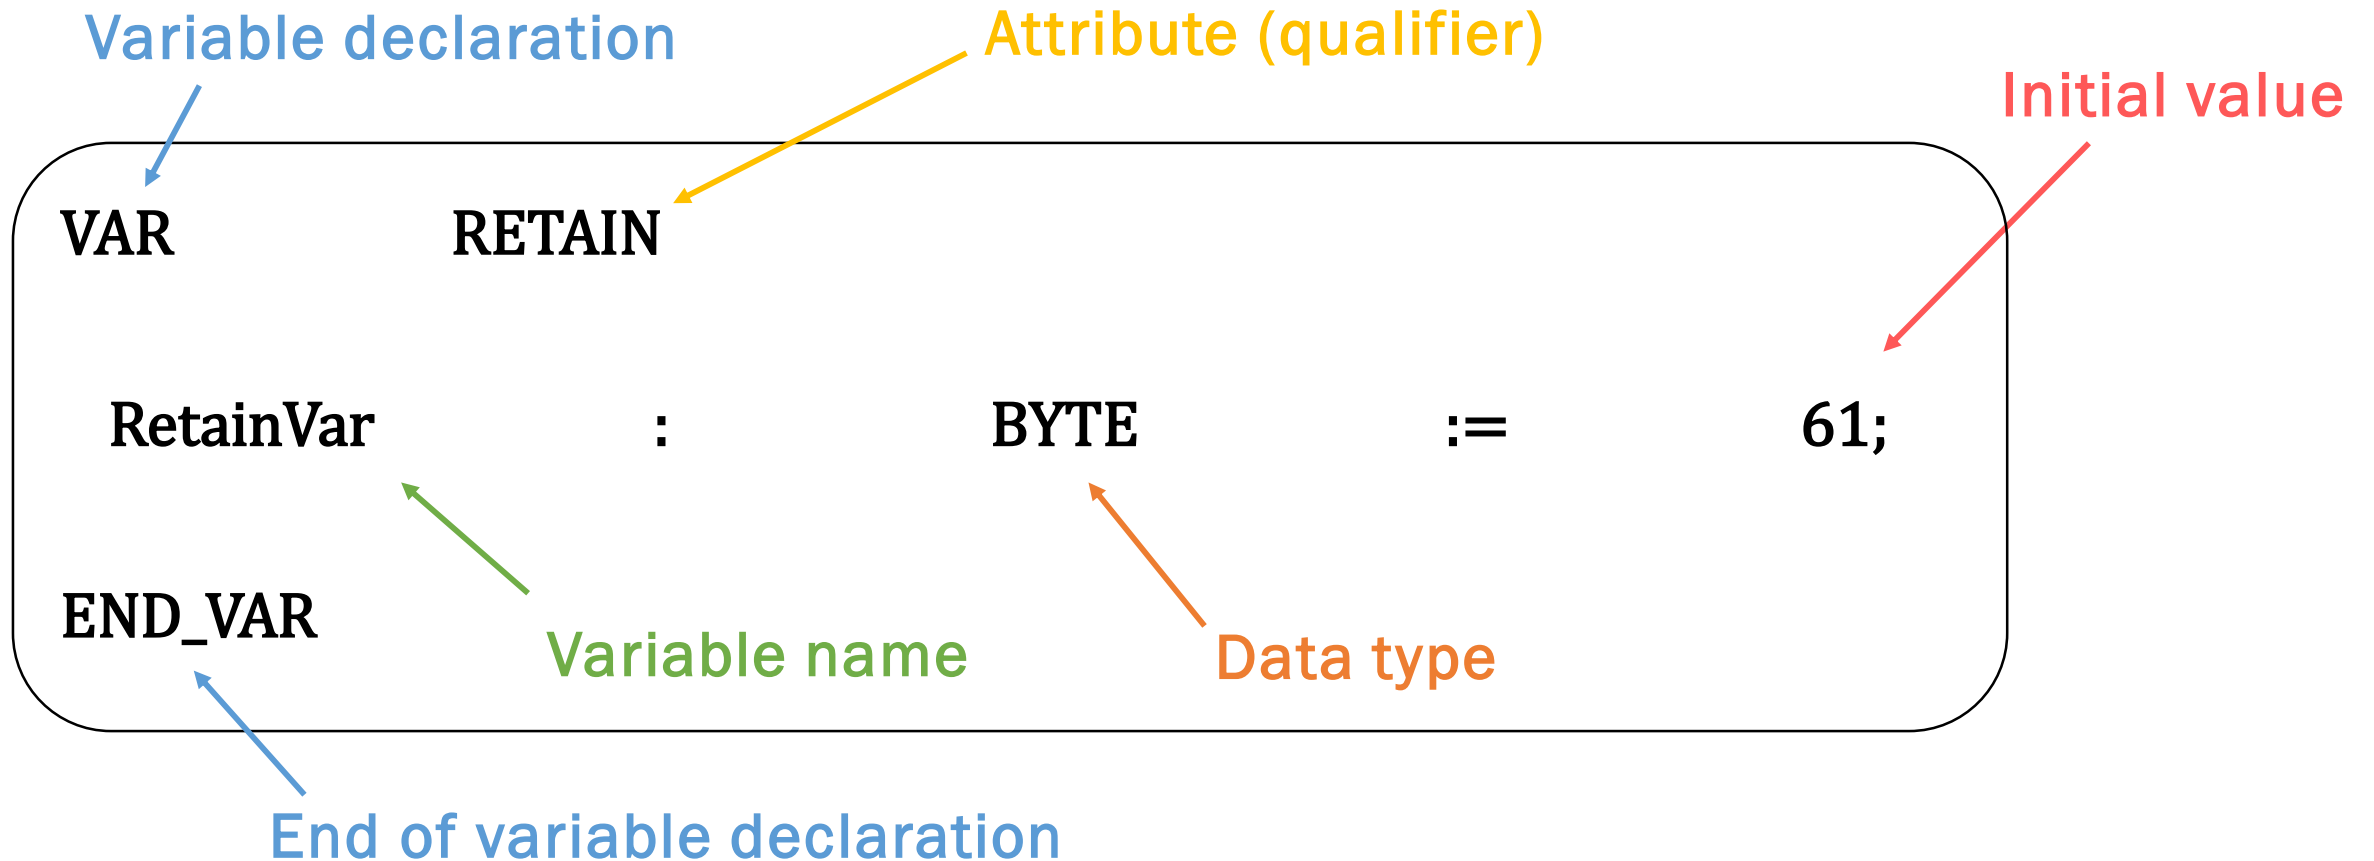 Variable declaration
Attribute (qualifier)
Initial value
VAR RETAIN
RetainVar : BYTE := 61;
END_VAR
Variable name
Data type
End of variable declaration